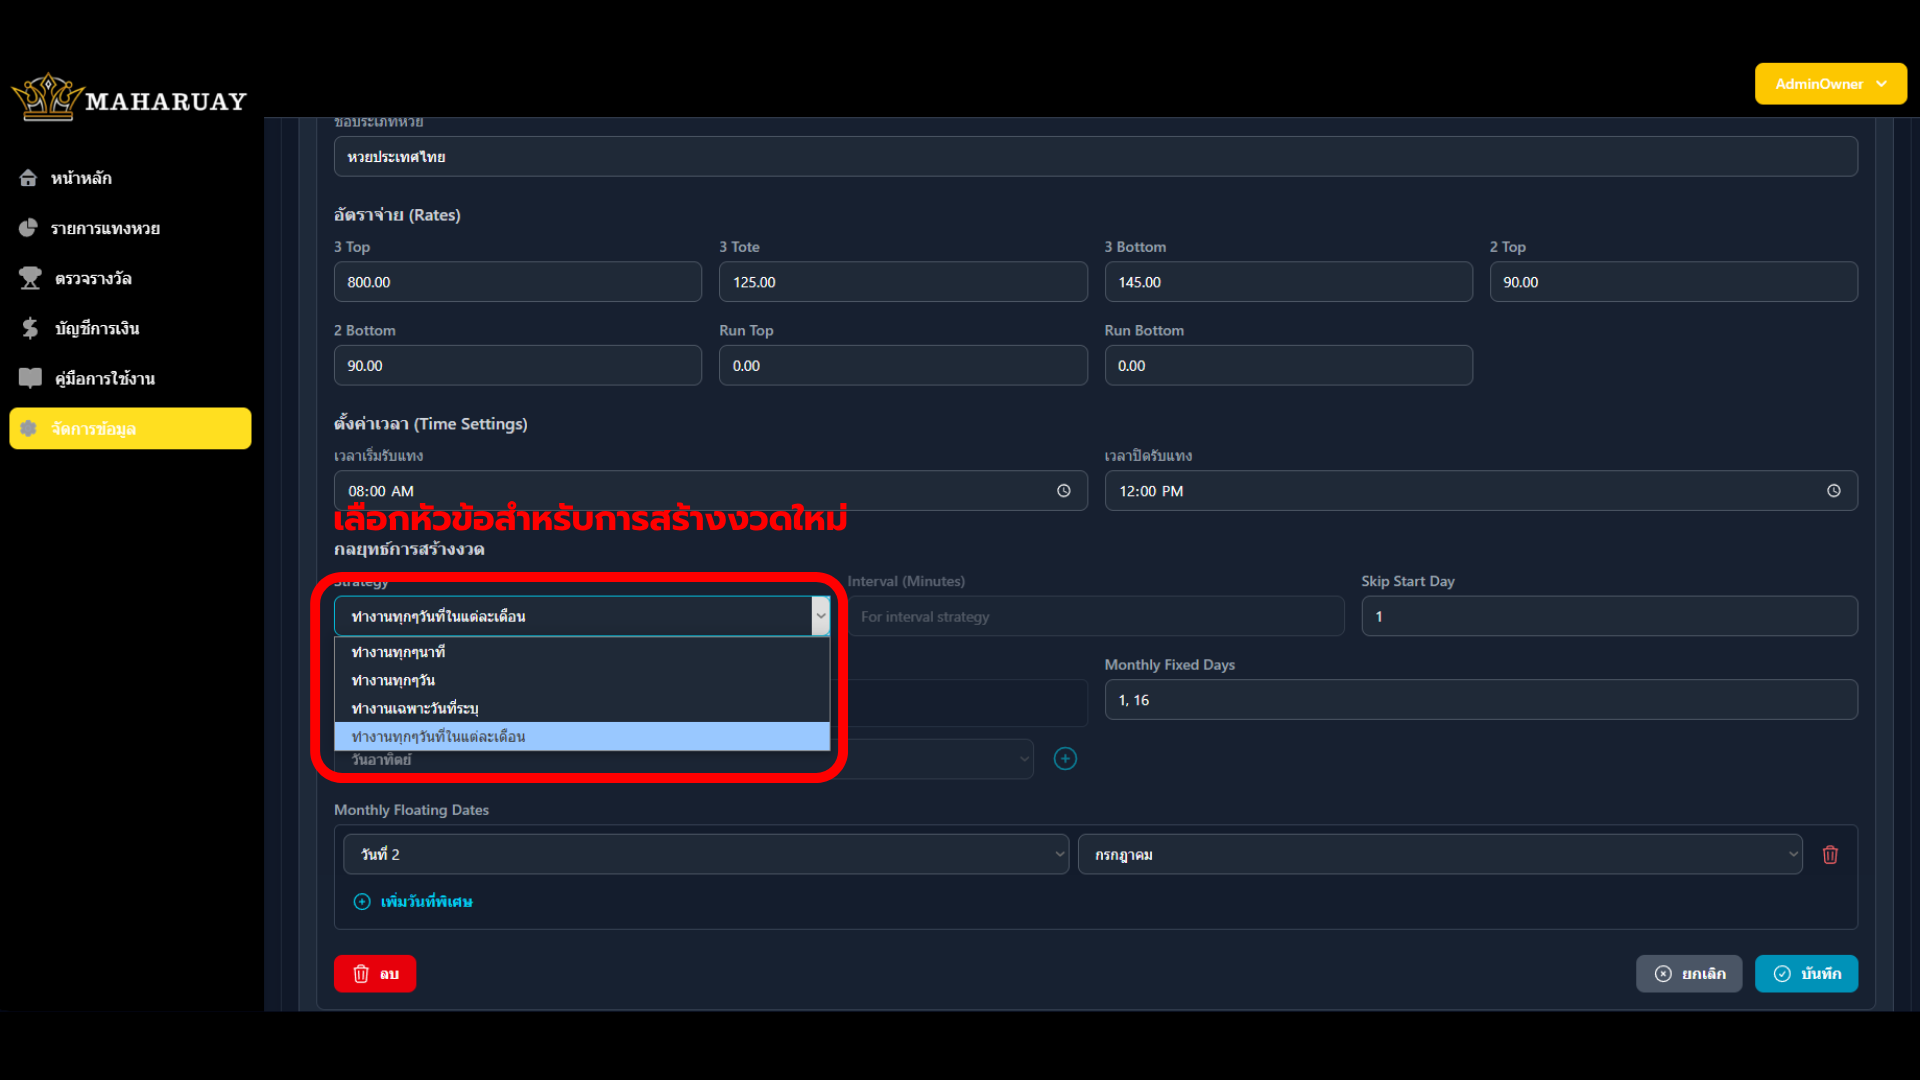 MAHARUAY
AdminOwner
หน้าหลัก
รายการแทงหวย
ตรวจรางวัล
บัญชีการเงิน
คู่มือการใช้งาน
จัดการข้อมูล
ชื่อประเภทหวย
หวยประเทศไทย
อัตราจ่าย (Rates)
3 Top
3 Tote
3 Bottom
2 Top
800.00
125.00
145.00
90.00
2 Bottom
Run Top
Run Bottom
90.00
0.00
0.00
ตั้งค่าเวลา (Time Settings)
เวลาเริ่มรับแทง
เวลาปิดรับแทง
08:00 AM
12:00 PM
เลือกหัวข้อสำหรับการสร้างงวดใหม่
กลยุทธ์การสร้างงวด
Strategy
Interval (Minutes)
Skip Start Day
ทำงานทุกๆวันที่ในแต่ละเดือน
For interval strategy
1
ทำงานทุกๆนาที
ทำงานทุกๆวัน
ทำงานเฉพาะวันที่ระบุ
ทำงานทุกๆวันที่ในแต่ละเดือน
Monthly Fixed Days
1, 16
วันอาทิตย์
Monthly Floating Dates
วันที่ 2
กรกฎาคม
เพิ่มวันที่พิเศษ
ลบ
ยกเลิก
บันทึก